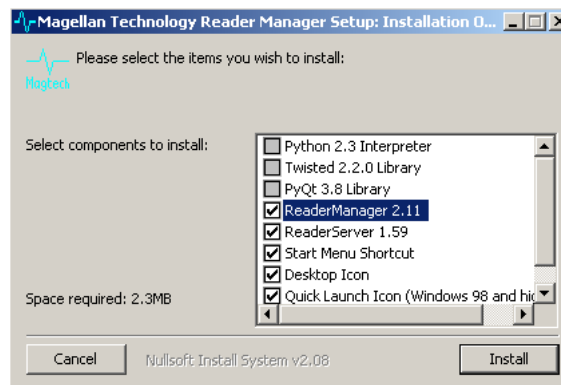 Magellan Technology Reader Manager Setup: Installation O...
Please select the items you wish to install:
Magtech
Select components to install:
Python 2.3 Interpreter
Twisted 2.2.0 Library
PyQt 3.8 Library
ReaderManager 2.11
ReaderServer 1.59
Start Menu Shortcut
Desktop Icon
Quick Launch Icon (Windows 98 and hig
Space required: 2.3MB
Cancel
Nullsoft Install System v2.08
Install